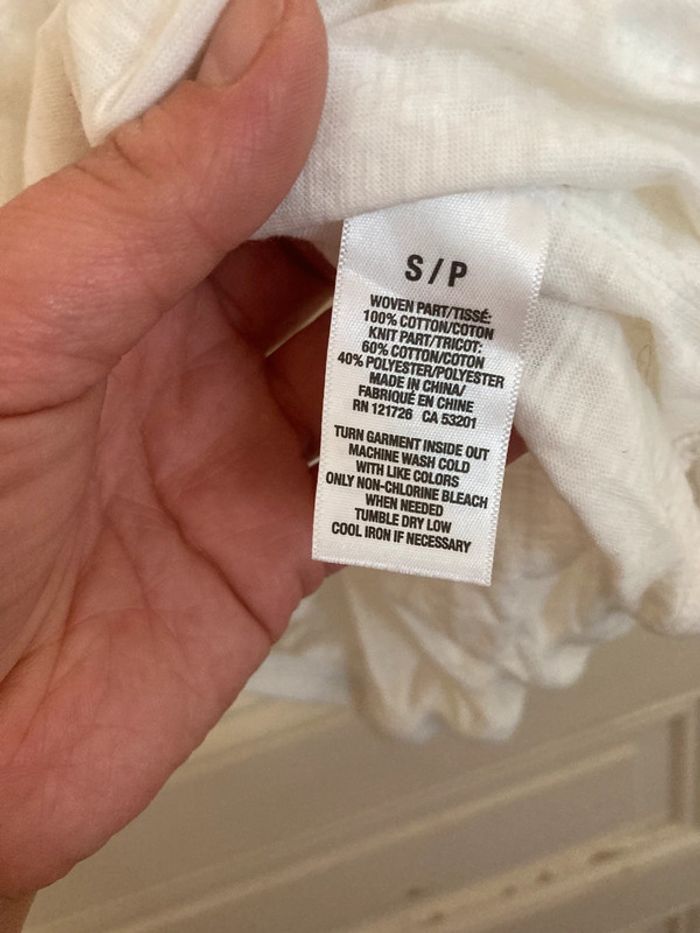 S/P
WOVEN PART/TISSÉ:
100% COTTON/COTON
KNIT PART/TRICOT:
60% COTTON/COTON
40% POLYESTER/POLYESTER
MADE IN CHINA/
FABRIQUÉ EN CHINE
RN 121726 CA 53201
TURN GARMENT INSIDE OUT
MACHINE WASH COLD
WITH LIKE COLORS
ONLY NON-CHLORINE BLEACH
WHEN NEEDED
TUMBLE DRY LOW
COOL IRON IF NECESSARY